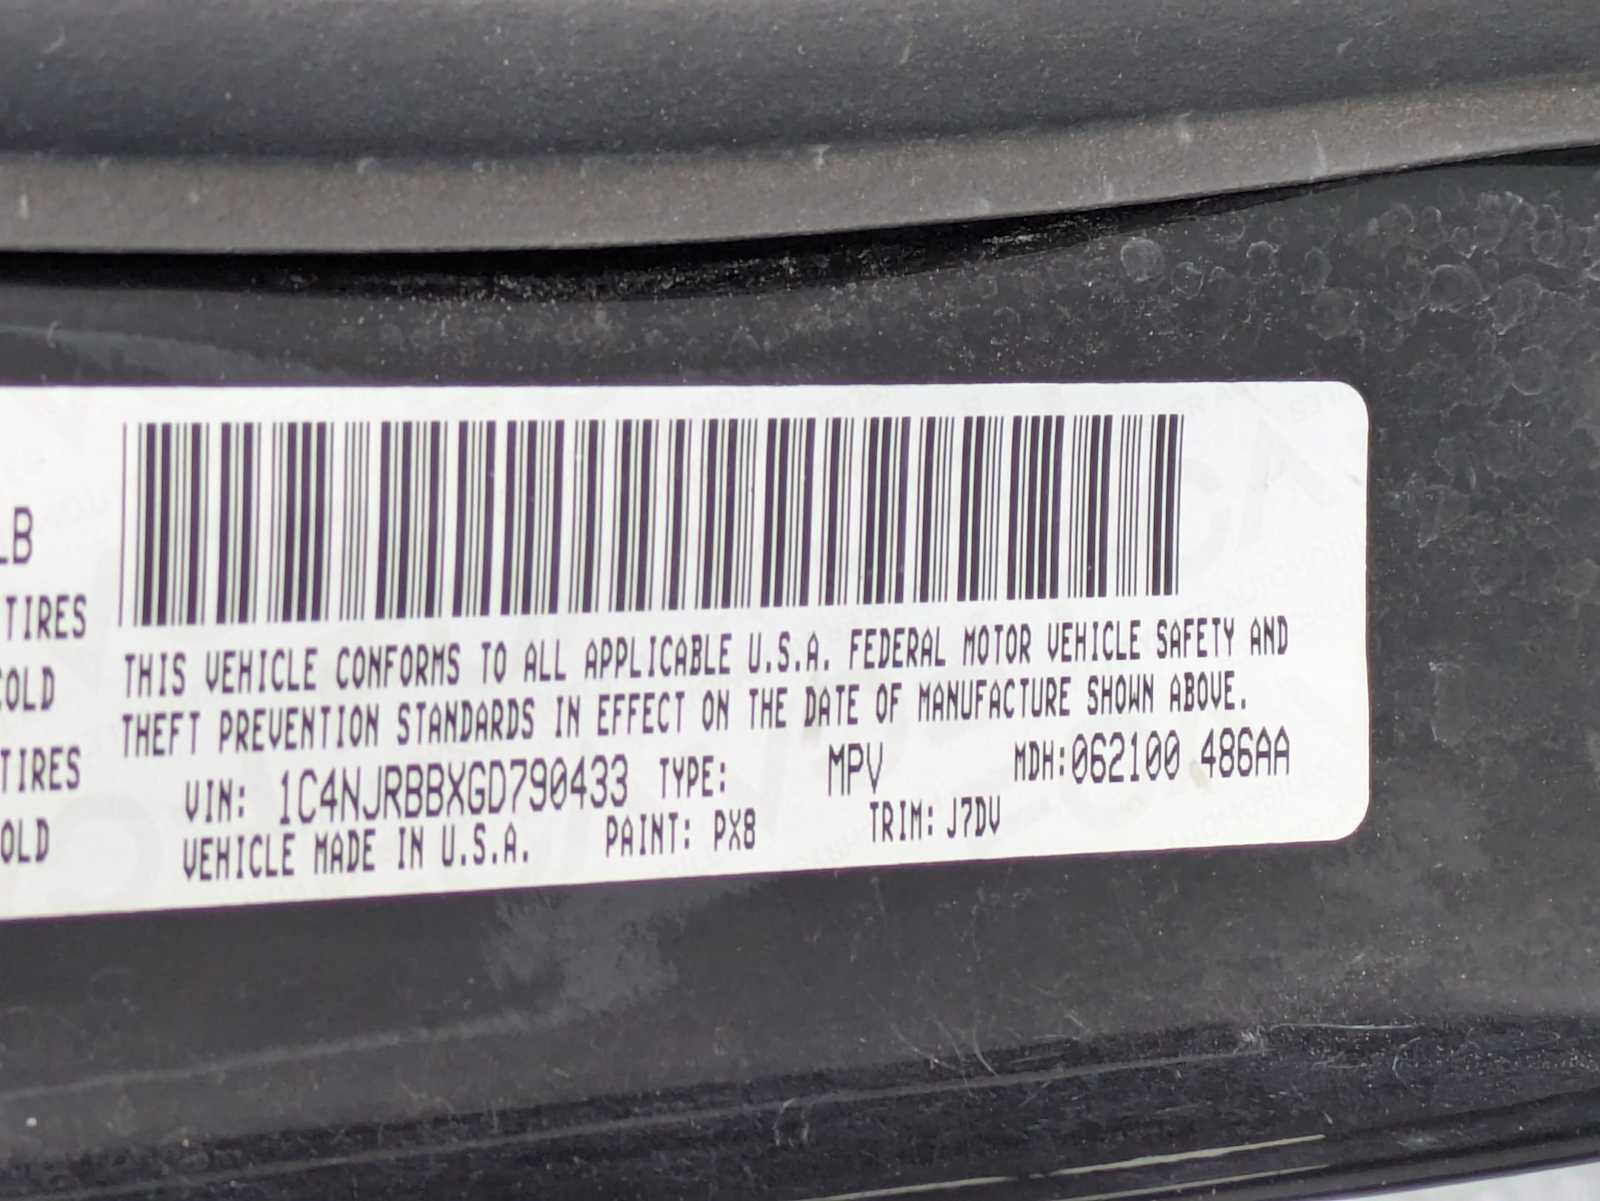 LB
TIRES
COLD
TIRES
OLD
THIS VEHICLE CONFORMS TO ALL APPLICABLE U.S.A. FEDERAL MOTOR VEHICLE SAFETY AND
THEFT PREVENTION STANDARDS IN EFFECT ON THE DATE OF MANUFACTURE SHOWN ABOVE.
VIN: 1C4NJRBBXGD790433 TYPE: MPV MDH:062100 486AA
VEHICLE MADE IN U.S.A. PAINT: PX8 TRIM: J7DV